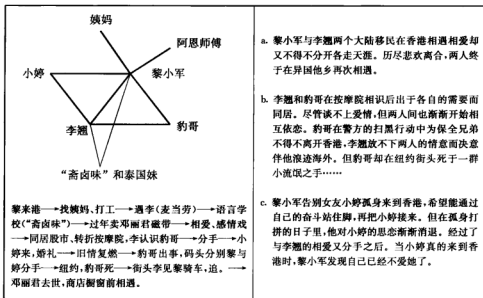 姨妈
阿恩师傅
小婷
黎小军
李翘
豹哥
“斋卤味”和泰国妹
黎来港──→找姨妈、打工──→遇李(麦当劳)──→语言学
校(“斋卤味”)──→过年卖邓丽君磁带──→相爱、感情戏
──→同居股市、转折按摩院，李认识豹哥──→分手──→小
婷来，婚礼──→旧情复燃──→豹哥出事，码头分别黎与
婷分手──→纽约，豹哥死──→街头李见黎骑车，追。──→
邓丽君去世，商店橱窗前相遇。
a. 黎小军与李翘两个大陆移民在香港相遇相爱却
又不得不分开各走天涯。历尽悲欢离合，两人终
于在异国他乡再次相遇。
b. 李翘和豹哥在按摩院相识后出于各自的需要而
同居。尽管谈不上爱情，但两人间也渐渐开始相
互依恋。豹哥在警方的扫黑行动中为保全兄弟
不得不离开香港，李翘放不下两人的情意而决意
伴他浪迹海外。但豹哥却在纽约街头死于一群
小流氓之手……
c. 黎小军告别女友小婷孤身来到香港，希望能通过
自己的奋斗站住脚，再把小婷接来。但在孤身打
拼的日子里，他对小婷的思恋渐渐消退。经过了
与李翘的相爱又分手之后。当小婷真的来到香
港时，黎小军发现自己已经不爱她了。